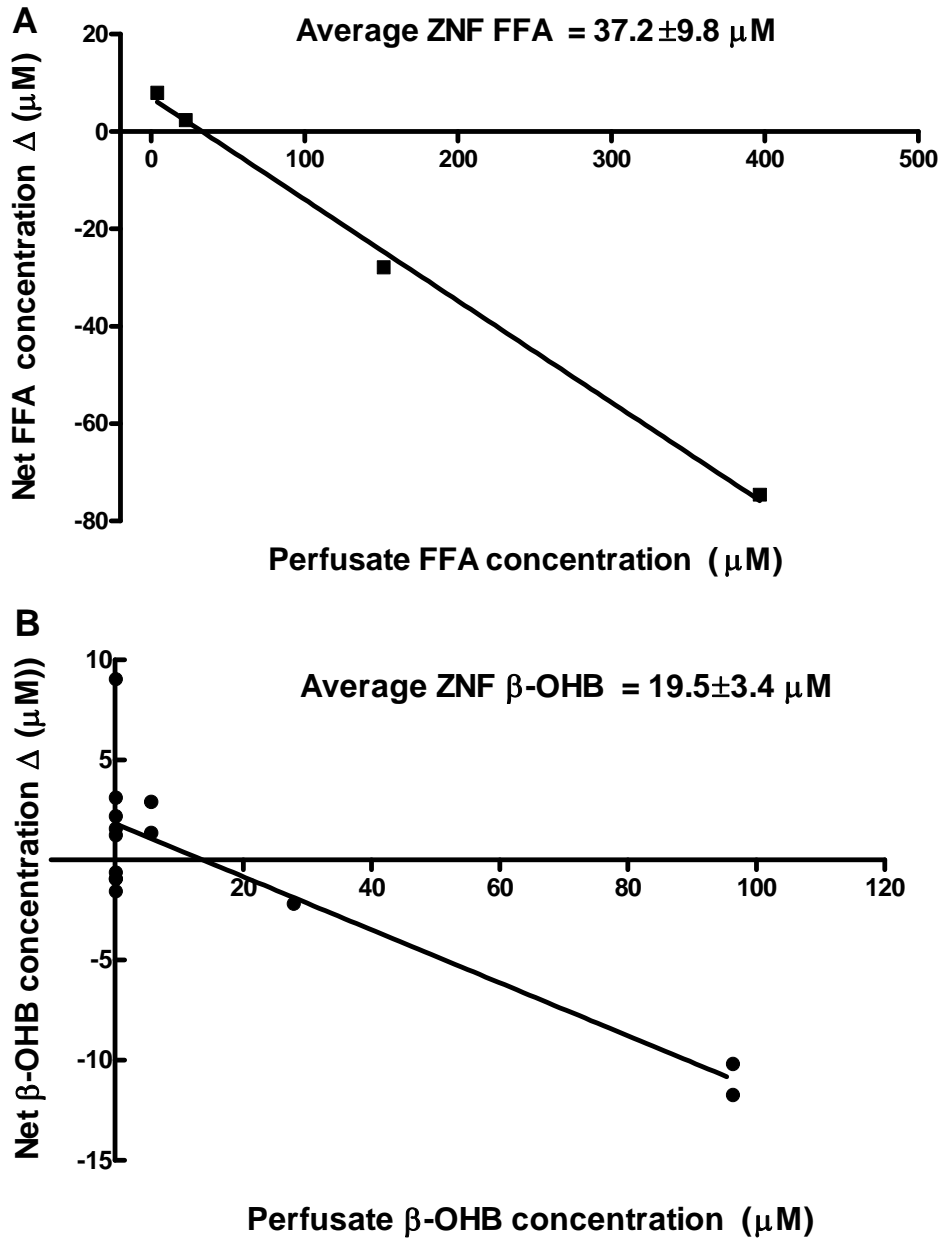 A
Average ZNF FFA = 37.2±9.8 μM
Net FFA concentration Δ (μM)
20
0
-20
-40
-60
-80
0 100 200 300 400 500
Perfusate FFA concentration (μM)
B
Average ZNF β-OHB = 19.5±3.4 μM
Net β-OHB concentration Δ (μM))
10
5
-5
-10
-15
20 40 60 80 100 120
Perfusate β-OHB concentration (μM)